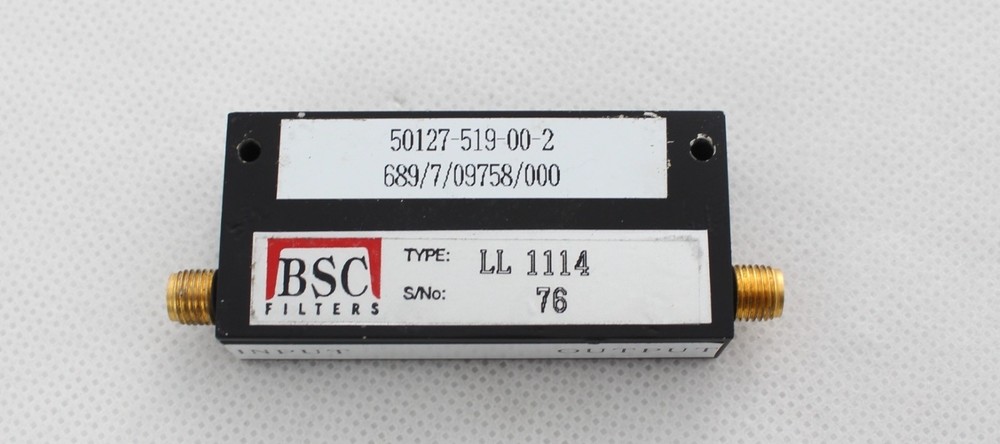 50127-519-00-2
689/7/09758/000
BSC
FILTERS
TYPE: LL 1114
S/No: 76
INPUT OUTPUT